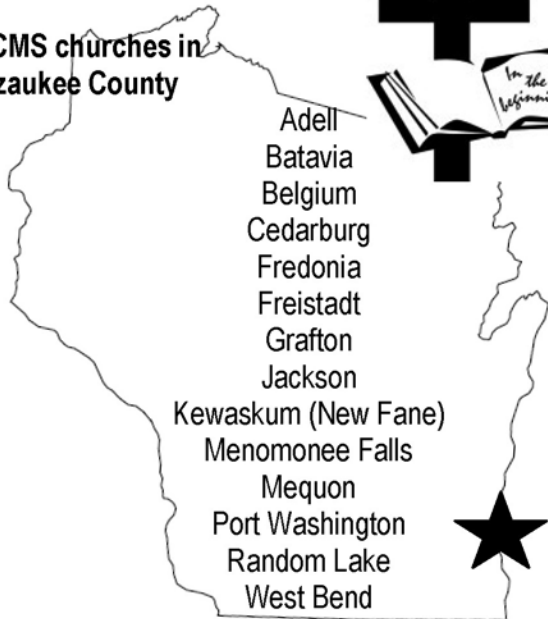 CMS churches in
zaukee County
In the
beginni
Adell
Batavia
Belgium
Cedarburg
Fredonia
Freistadt
Grafton
Jackson
Kewaskum (New Fane)
Menomonee Falls
Mequon
Port Washington
Random Lake
West Bend